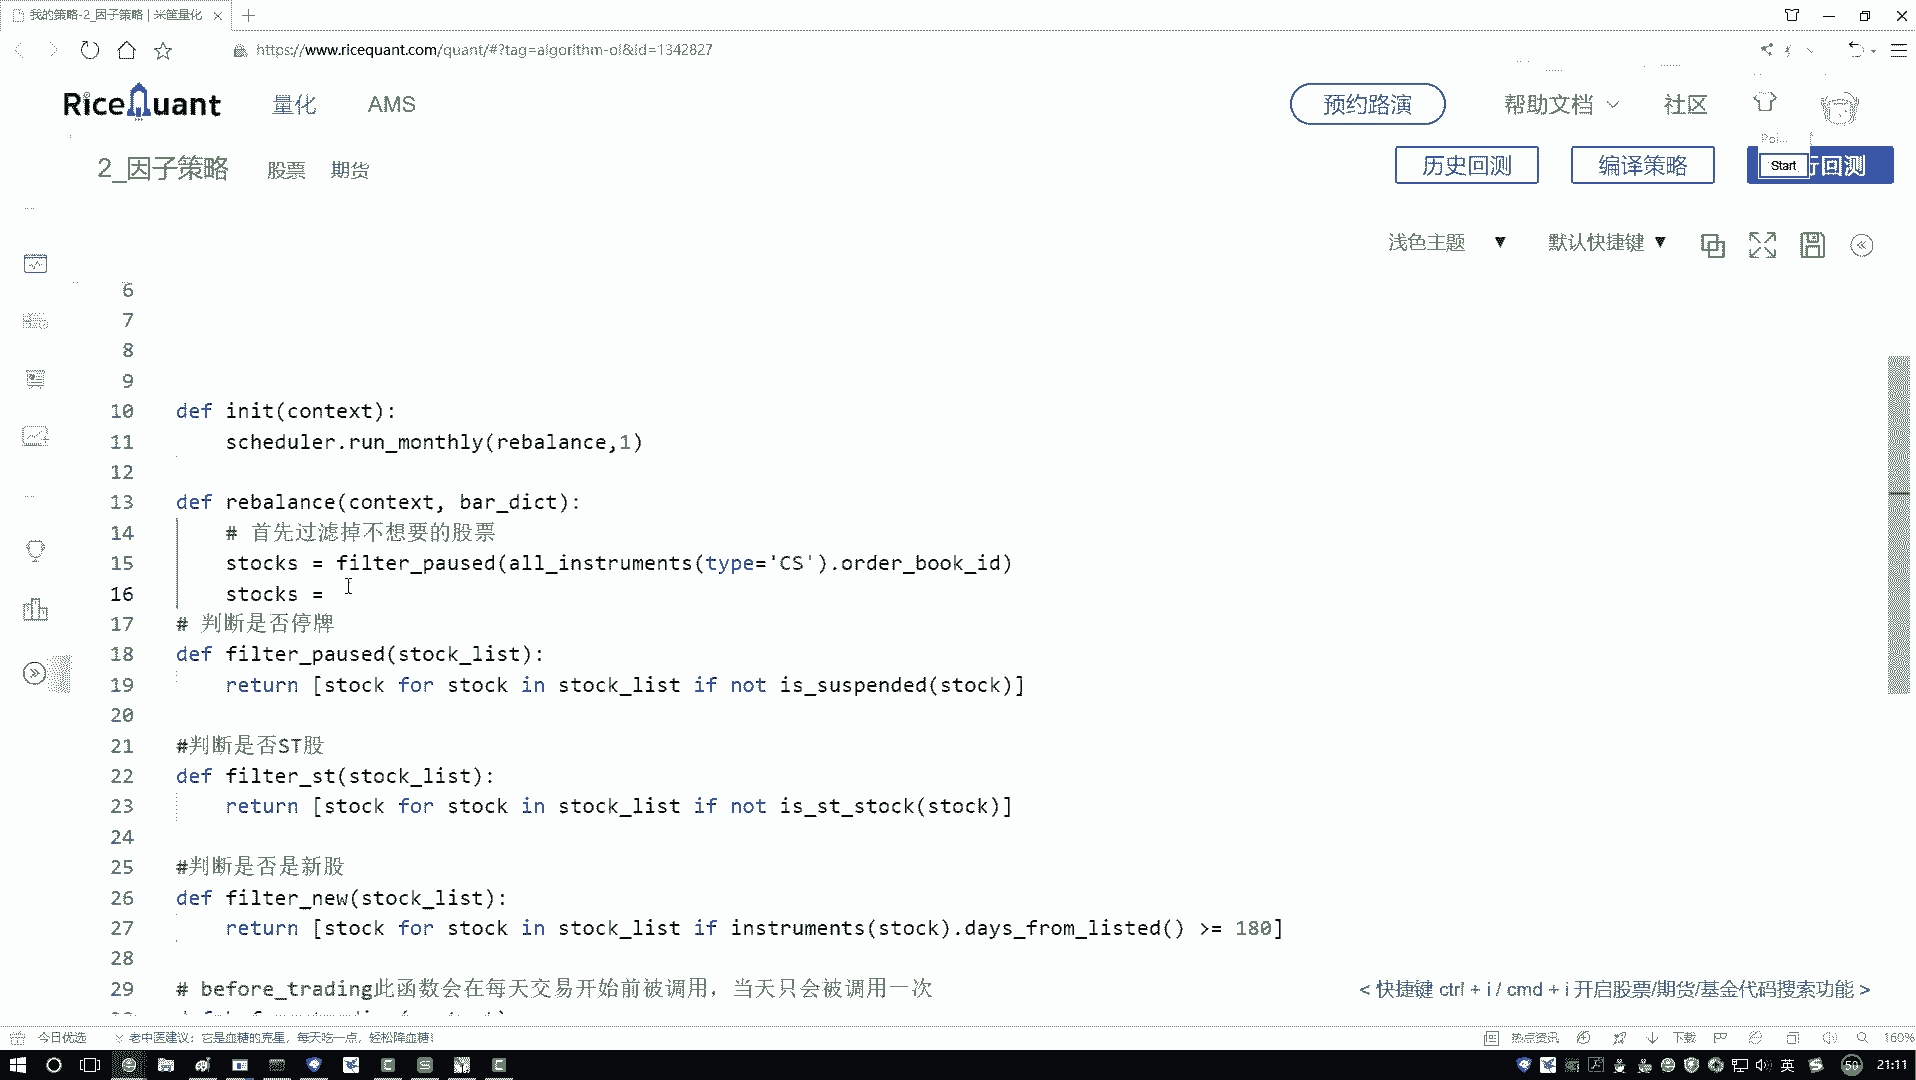 我的策略-2_因子策略 | 米筐量化
https://www.ricequant.com/quant/#?tag=algorithm-ol&id=1342827
RiceQuant 量化 AMS 预约路演 帮助文档 社区
2_因子策略 股票 期货 历史回测 编译策略 Start 行回测
浅色主题 ▼ 默认快捷键 ▼
6
7
8
9
10 def init(context):
11 scheduler.run_monthly(rebalance,1)
12
13 def rebalance(context, bar_dict):
14 # 首先过滤掉不想要的股票
15 stocks = filter_paused(all_instruments(type='CS').order_book_id)
16 stocks =
17 # 判断是否停牌
18 def filter_paused(stock_list):
19 return [stock for stock in stock_list if not is_suspended(stock)]
20
21 #判断是否ST股
22 def filter_st(stock_list):
23 return [stock for stock in stock_list if not is_st_stock(stock)]
24
25 #判断是否是新股
26 def filter_new(stock_list):
27 return [stock for stock in stock_list if instruments(stock).days_from_listed() >= 180]
28
29 # before_trading此函数会在每天交易开始前被调用，当天只会被调用一次
< 快捷键 ctrl + i / cmd + i 开启股票/期货/基金代码搜索功能 >
今日优选 老中医建议：它是血糖的克星，每天吃一点，轻松降血糖！ 热点资讯 下载 160%
英 50 21:11